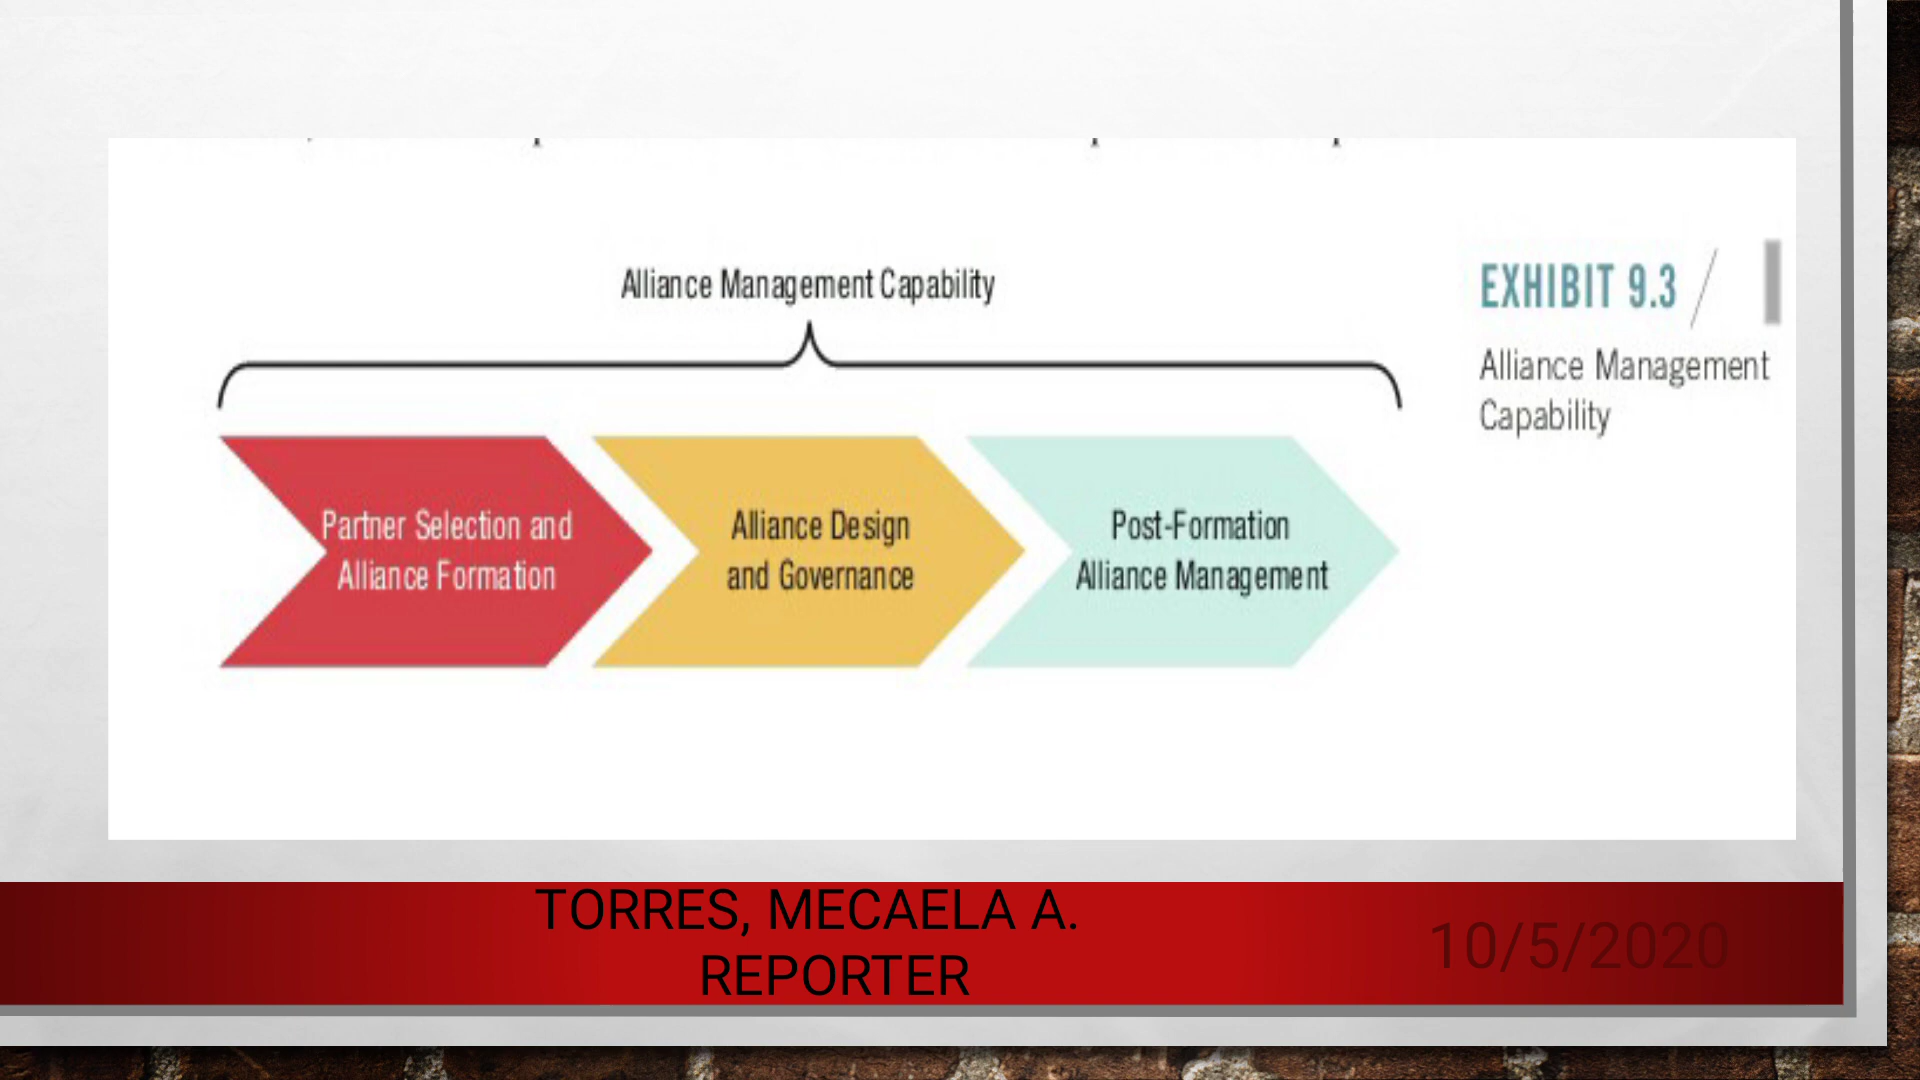 Alliance Management Capability
EXHIBIT 9.3
Alliance Management
Capability
Partner Selection and
Alliance Formation
Alliance Design
and Governance
Post-Formation
Alliance Management
TORRES, MECAELA A.
REPORTER
10/5/2020